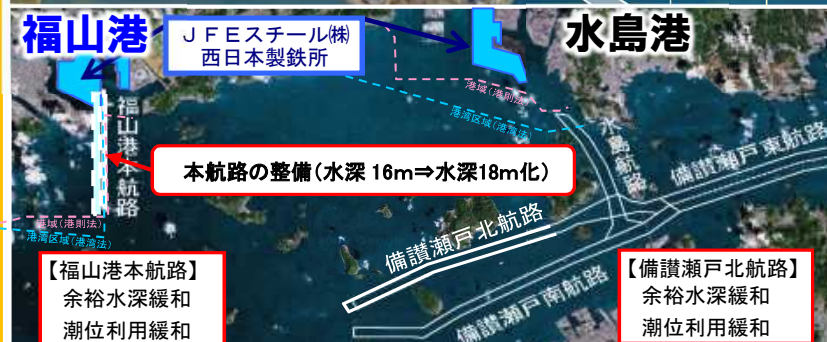 福山港
ＪＦＥスチール㈱
西日本製鉄所
水島港
港域(港則法)
港湾区域(港湾法)
福山港本航路
水島航路
備讃瀬戸東航路
本航路の整備(水深 16m⇒水深18m化)
港域(港則法)
港湾区域(港湾法)
備讃瀬戸北航路
備讃瀬戸南航路
【福山港本航路】
余裕水深緩和
潮位利用緩和
【備讃瀬戸北航路】
余裕水深緩和
潮位利用緩和